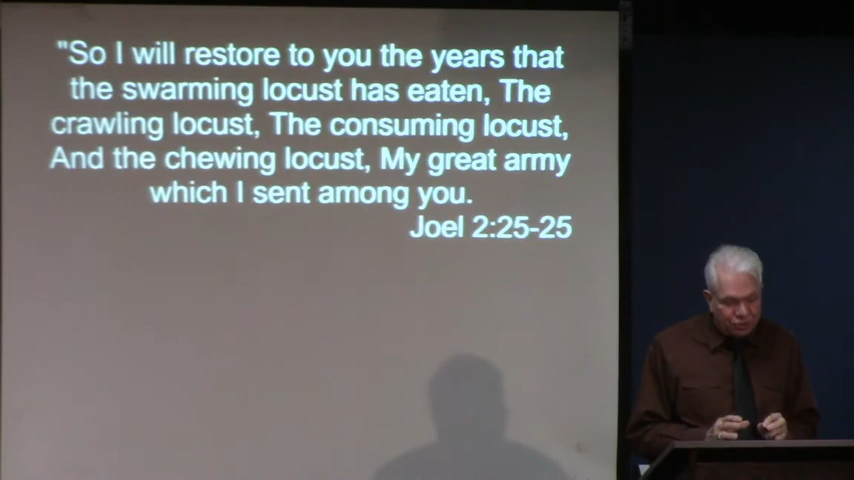 "So I will restore to you the years that
the swarming locust has eaten, The
crawling locust, The consuming locust,
And the chewing locust, My great army
which I sent among you.
Joel 2:25-25